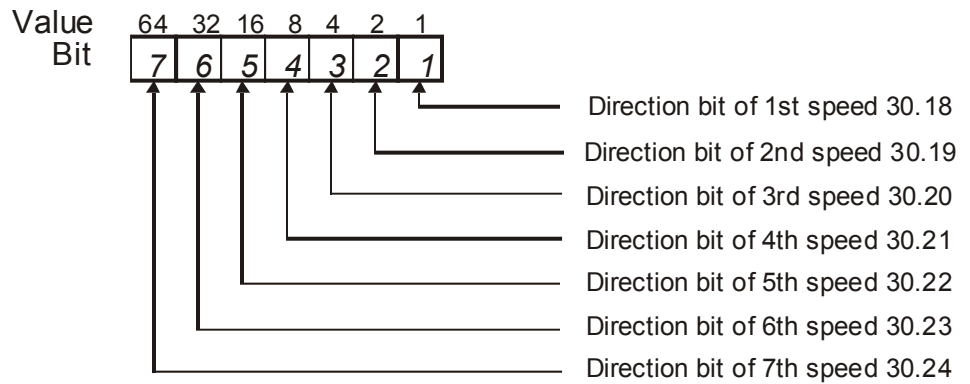 Value 64 32 16 8 4 2 1
Bit 7 6 5 4 3 2 1
Direction bit of 1st speed 30.18
Direction bit of 2nd speed 30.19
Direction bit of 3rd speed 30.20
Direction bit of 4th speed 30.21
Direction bit of 5th speed 30.22
Direction bit of 6th speed 30.23
Direction bit of 7th speed 30.24